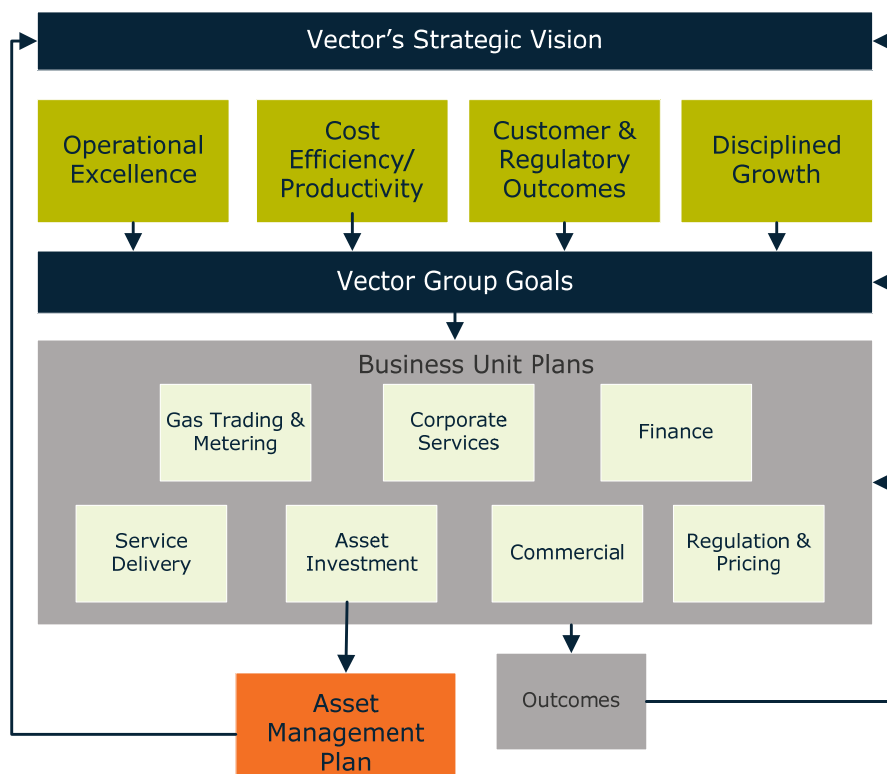 Vector’s Strategic Vision
Operational
Excellence
Cost
Efficiency/
Productivity
Customer &
Regulatory
Outcomes
Disciplined
Growth
Vector Group Goals
Business Unit Plans
Gas Trading &
Metering
Corporate
Services
Finance
Service
Delivery
Asset
Investment
Commercial
Regulation &
Pricing
Asset
Management
Plan
Outcomes